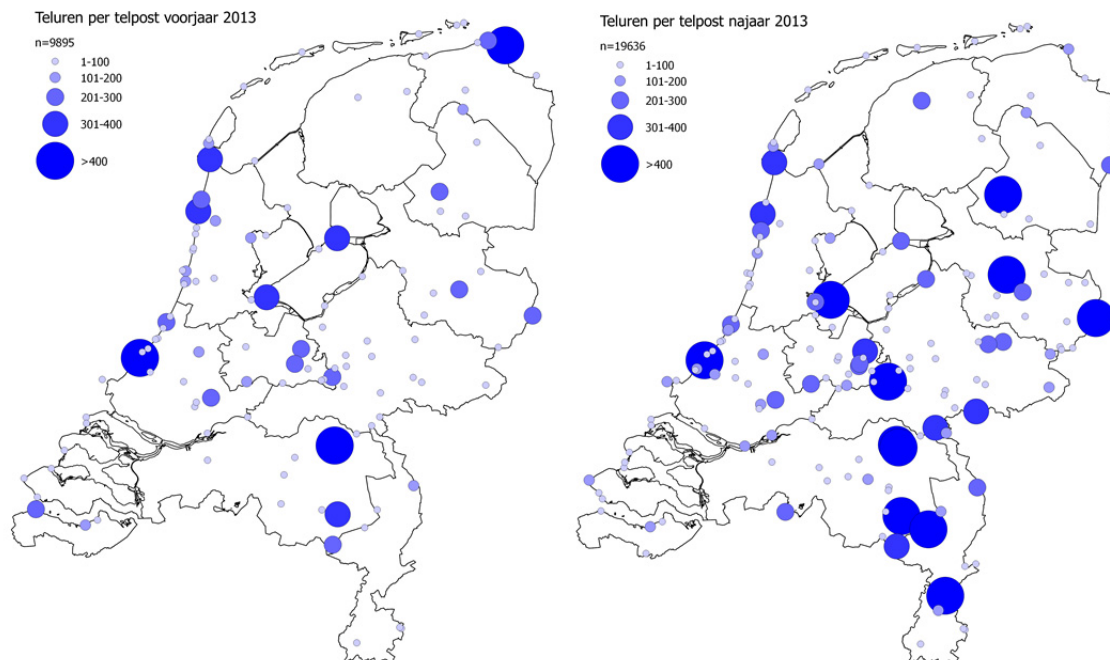 Teluren per telpost voorjaar 2013
n=9895
1-100
101-200
201-300
301-400
>400
Teluren per telpost najaar 2013
n=19636
1-100
101-200
201-300
301-400
>400